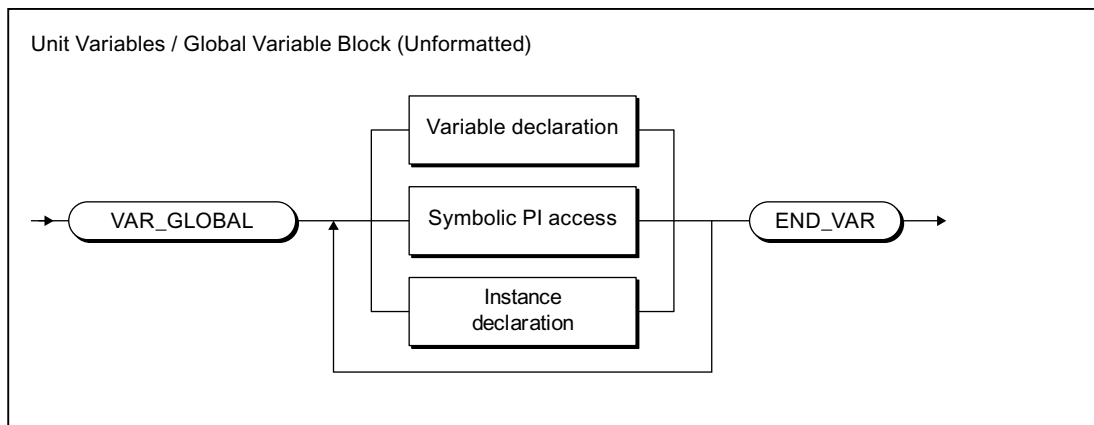 Unit Variables / Global Variable Block (Unformatted)
Variable declaration
VAR_GLOBAL
Symbolic PI access
END_VAR
Instance
declaration